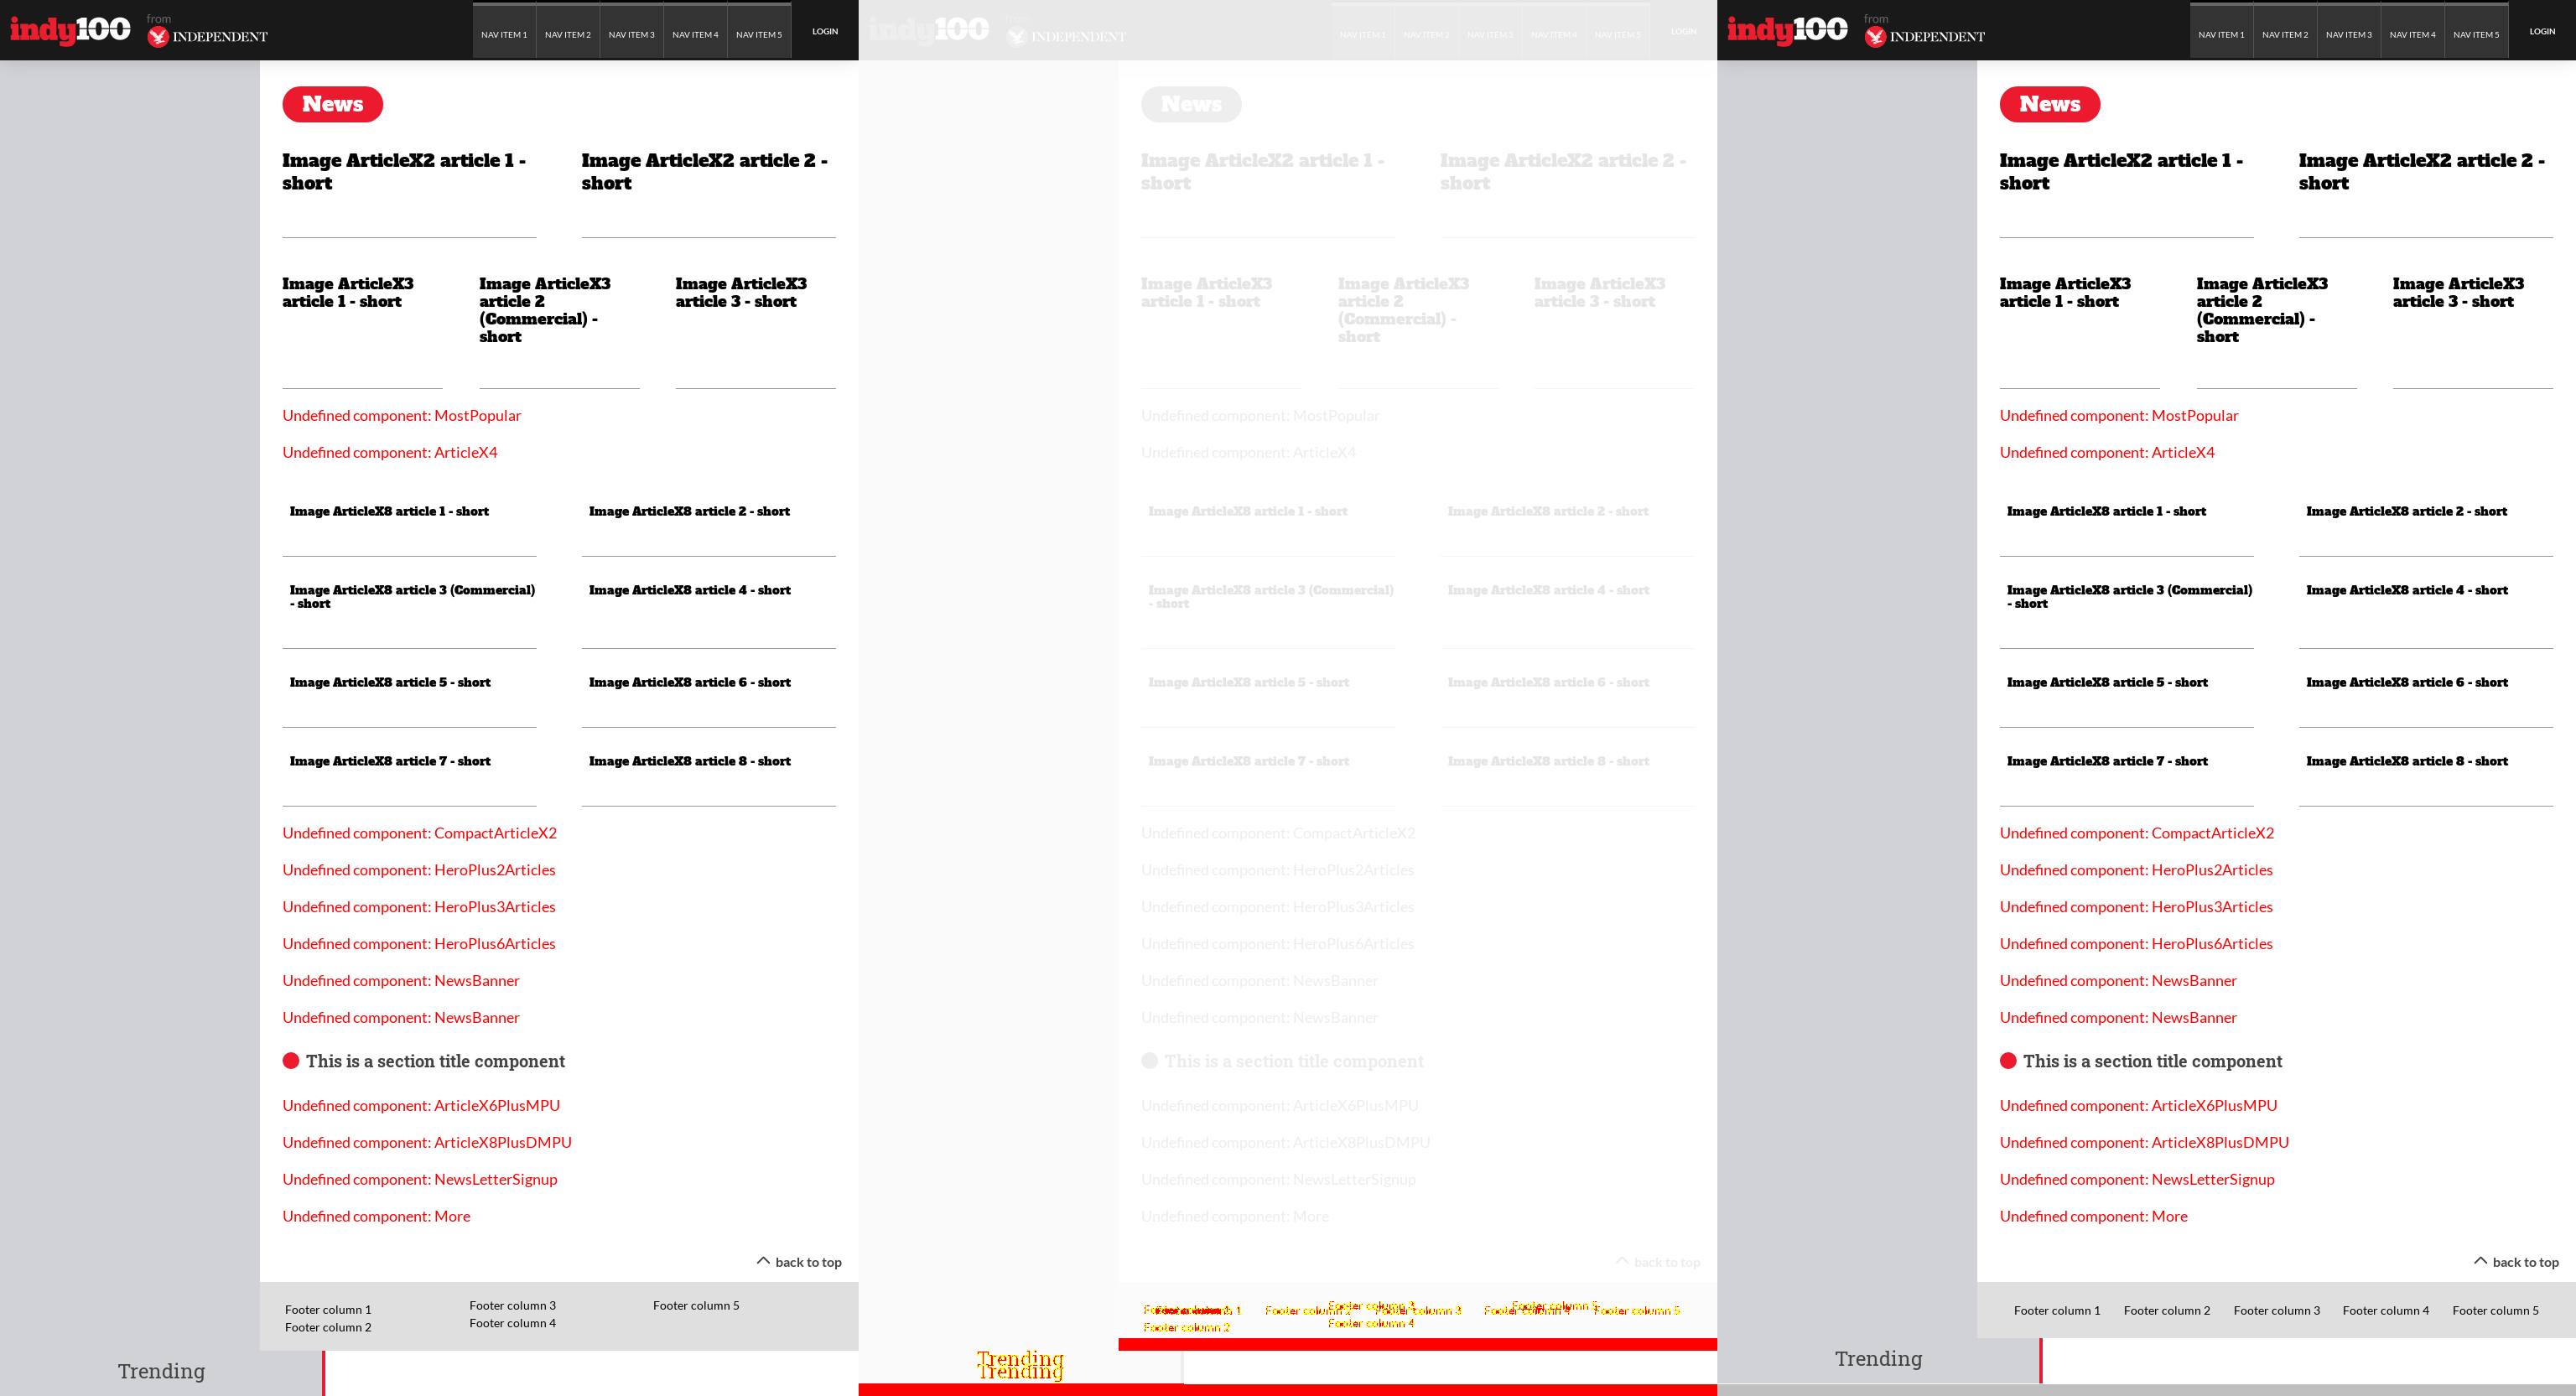 indy100 from INDEPENDENT NAV ITEM 1 NAV ITEM 2 NAV ITEM 3 NAV ITEM 4 NAV ITEM 5 LOGIN
News
Image ArticleX2 article 1 - short
Image ArticleX2 article 2 - short
Image ArticleX3 article 1 - short
Image ArticleX3 article 2 (Commercial) - short
Image ArticleX3 article 3 - short
Undefined component: MostPopular
Undefined component: ArticleX4
Image ArticleX8 article 1 - short
Image ArticleX8 article 2 - short
Image ArticleX8 article 3 (Commercial) - short
Image ArticleX8 article 4 - short
Image ArticleX8 article 5 - short
Image ArticleX8 article 6 - short
Image ArticleX8 article 7 - short
Image ArticleX8 article 8 - short
Undefined component: CompactArticleX2
Undefined component: HeroPlus2Articles
Undefined component: HeroPlus3Articles
Undefined component: HeroPlus6Articles
Undefined component: NewsBanner
Undefined component: NewsBanner
This is a section title component
Undefined component: ArticleX6PlusMPU
Undefined component: ArticleX8PlusDMPU
Undefined component: NewsLetterSignup
Undefined component: More
back to top
Footer column 1
Footer column 2
Footer column 3
Footer column 4
Footer column 5
Trending
indy100 from INDEPENDENT NAV ITEM 1 NAV ITEM 2 NAV ITEM 3 NAV ITEM 4 NAV ITEM 5 LOGIN
News
Image ArticleX2 article 1 - short
Image ArticleX2 article 2 - short
Image ArticleX3 article 1 - short
Image ArticleX3 article 2 (Commercial) - short
Image ArticleX3 article 3 - short
Undefined component: MostPopular
Undefined component: ArticleX4
Image ArticleX8 article 1 - short
Image ArticleX8 article 2 - short
Image ArticleX8 article 3 (Commercial) - short
Image ArticleX8 article 4 - short
Image ArticleX8 article 5 - short
Image ArticleX8 article 6 - short
Image ArticleX8 article 7 - short
Image ArticleX8 article 8 - short
Undefined component: CompactArticleX2
Undefined component: HeroPlus2Articles
Undefined component: HeroPlus3Articles
Undefined component: HeroPlus6Articles
Undefined component: NewsBanner
Undefined component: NewsBanner
This is a section title component
Undefined component: ArticleX6PlusMPU
Undefined component: ArticleX8PlusDMPU
Undefined component: NewsLetterSignup
Undefined component: More
back to top
Footer column 2
Footer column 3
Footer column 4
Footer column 5
Trending
Trending
indy100 from INDEPENDENT NAV ITEM 1 NAV ITEM 2 NAV ITEM 3 NAV ITEM 4 NAV ITEM 5 LOGIN
News
Image ArticleX2 article 1 - short
Image ArticleX2 article 2 - short
Image ArticleX3 article 1 - short
Image ArticleX3 article 2 (Commercial) - short
Image ArticleX3 article 3 - short
Undefined component: MostPopular
Undefined component: ArticleX4
Image ArticleX8 article 1 - short
Image ArticleX8 article 2 - short
Image ArticleX8 article 3 (Commercial) - short
Image ArticleX8 article 4 - short
Image ArticleX8 article 5 - short
Image ArticleX8 article 6 - short
Image ArticleX8 article 7 - short
Image ArticleX8 article 8 - short
Undefined component: CompactArticleX2
Undefined component: HeroPlus2Articles
Undefined component: HeroPlus3Articles
Undefined component: HeroPlus6Articles
Undefined component: NewsBanner
Undefined component: NewsBanner
This is a section title component
Undefined component: ArticleX6PlusMPU
Undefined component: ArticleX8PlusDMPU
Undefined component: NewsLetterSignup
Undefined component: More
back to top
Footer column 1 Footer column 2 Footer column 3 Footer column 4 Footer column 5
Trending